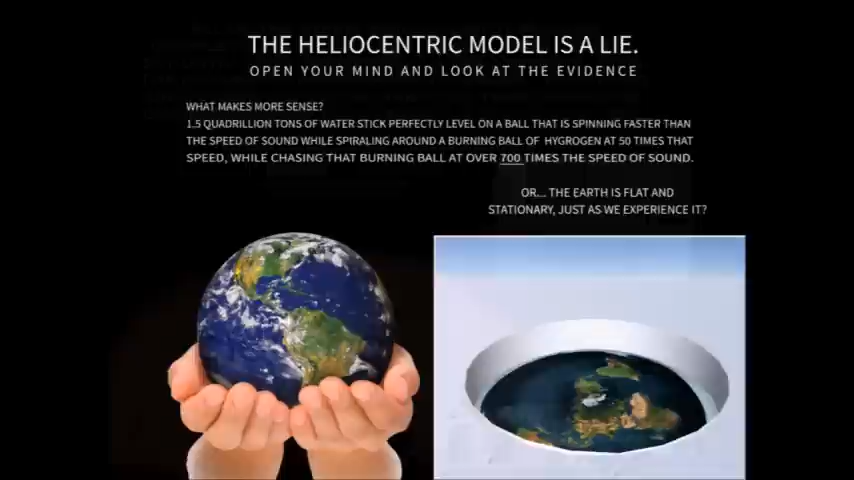 THE HELIOCENTRIC MODEL IS A LIE.
OPEN YOUR MIND AND LOOK AT THE EVIDENCE
WHAT MAKES MORE SENSE?
1.5 QUADRILLION TONS OF WATER STICK PERFECTLY LEVEL ON A BALL THAT IS SPINNING FASTER THAN
THE SPEED OF SOUND WHILE SPIRALING AROUND A BURNING BALL OF HYGROGEN AT 50 TIMES THAT
SPEED, WHILE CHASING THAT BURNING BALL AT OVER 700 TIMES THE SPEED OF SOUND.
OR... THE EARTH IS FLAT AND
STATIONARY, JUST AS WE EXPERIENCE IT?